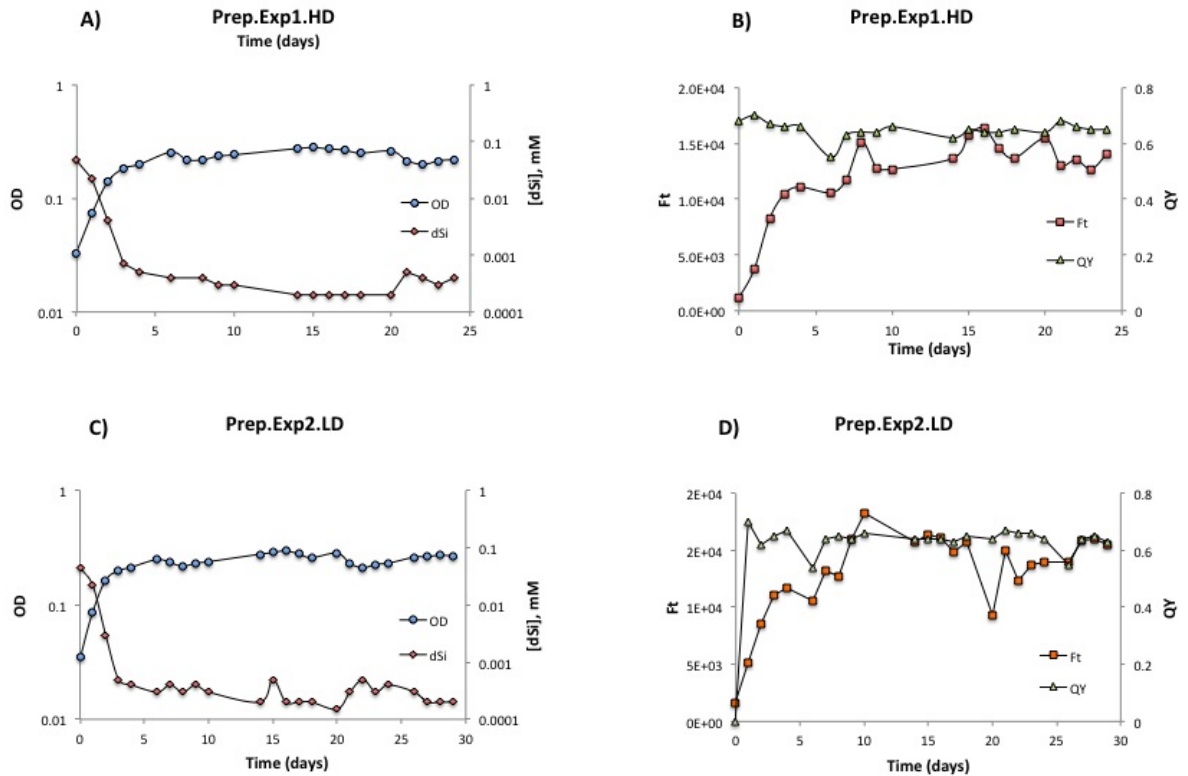 A)
Prep.Exp1.HD
Time (days)
1
0.1
0.01
OD
1
0.1
0.01
0.001
0.0001
[dSi], mM
OD
dSi
0 5 10 15 20 25
B)
Prep.Exp1.HD
2.0E+04
1.5E+04
1.0E+04
5.0E+03
0.0E+00
Ft
0.8
0.6
0.4
0.2
0
QY
Ft
QY
0 5 10 15 20 25
Time (days)
C)
Prep.Exp2.LD
1
0.1
0.01
OD
1
0.1
0.01
0.001
0.0001
[dSi], mM
OD
dSi
0 5 10 15 20 25 30
Time (days)
D)
Prep.Exp2.LD
2E+04
2E+04
1E+04
5E+03
0E+00
Ft
0.8
0.6
0.4
0.2
0
QY
Ft
QY
0 5 10 15 20 25 30
Time (days)